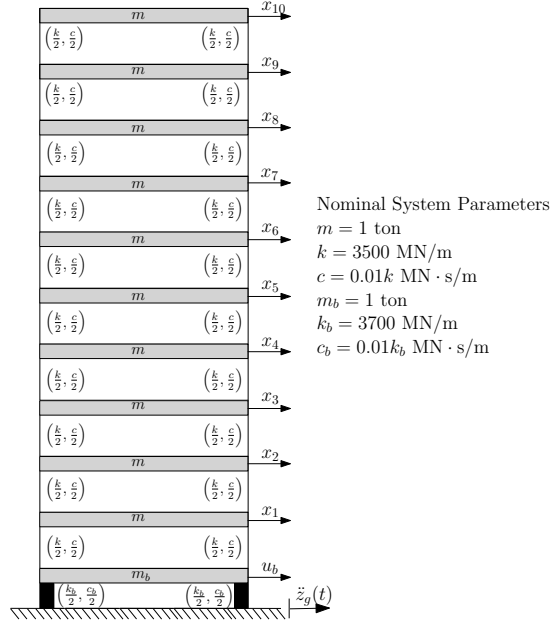 x₁₀
m
(k/2, c/2) (k/2, c/2)
x₉
m
(k/2, c/2) (k/2, c/2)
x₈
m
(k/2, c/2) (k/2, c/2)
x₇
m
(k/2, c/2) (k/2, c/2)
x₆
m
(k/2, c/2) (k/2, c/2)
x₅
m
(k/2, c/2) (k/2, c/2)
x₄
m
(k/2, c/2) (k/2, c/2)
x₃
m
(k/2, c/2) (k/2, c/2)
x₂
m
(k/2, c/2) (k/2, c/2)
x₁
m
(k/2, c/2) (k/2, c/2)
u_b
m_b
(k_b/2, c_b/2) (k_b/2, c_b/2) z̈_g(t)
Nominal System Parameters
m = 1 ton
k = 3500 MN/m
c = 0.01k MN · s/m
m_b = 1 ton
k_b = 3700 MN/m
c_b = 0.01k_b MN · s/m